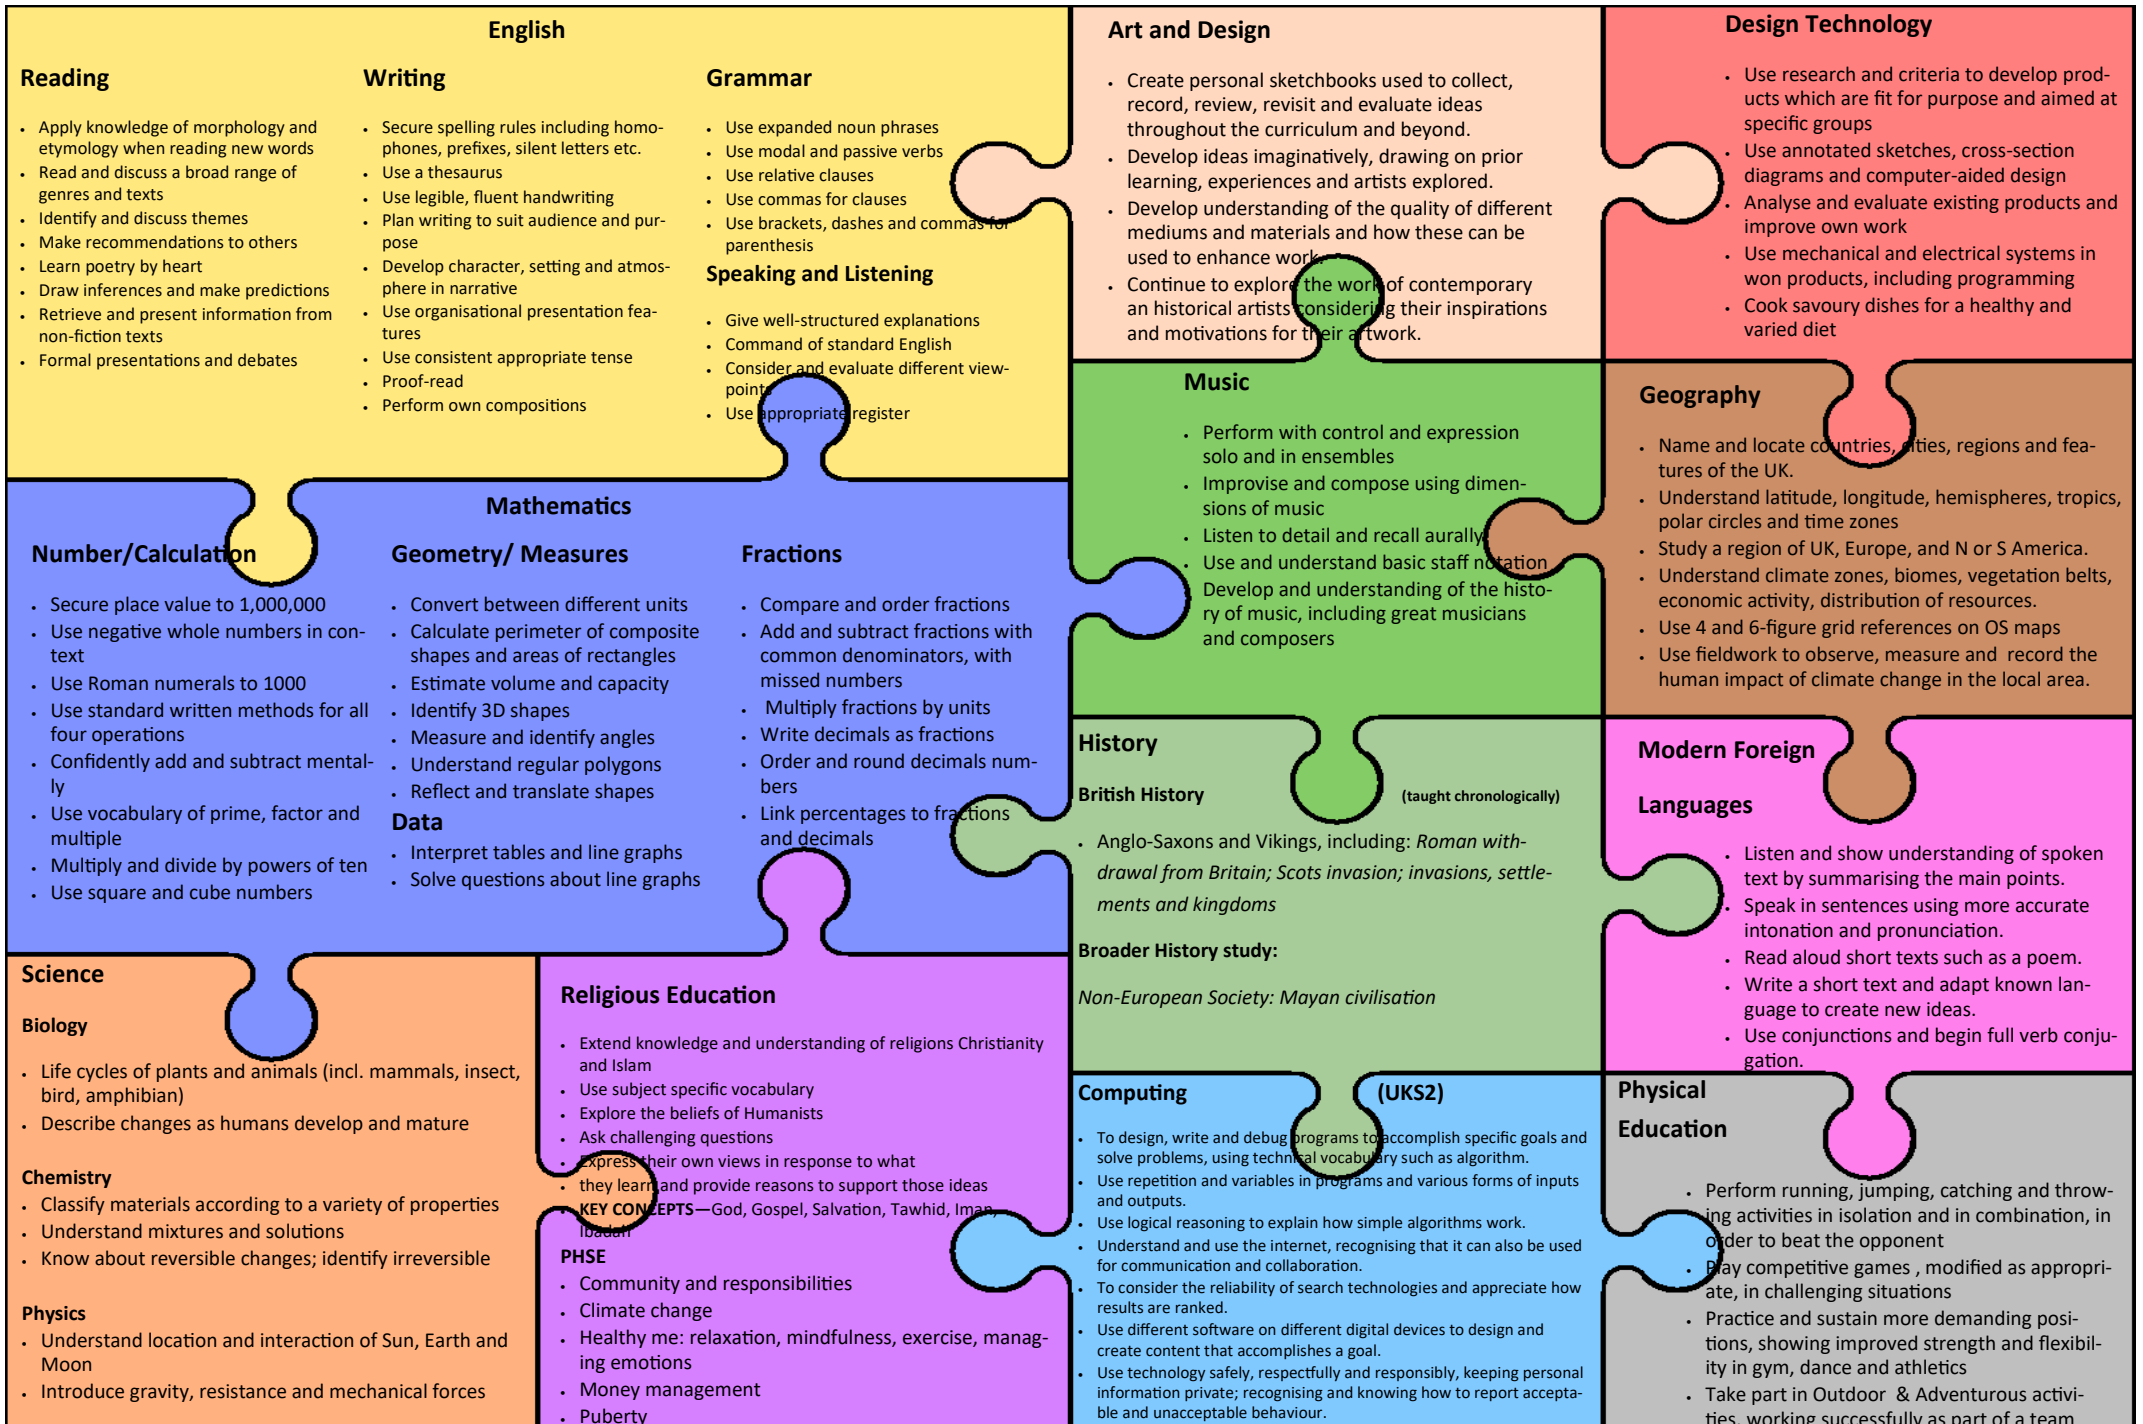 English
Reading
• Apply knowledge of morphology and
etymology when reading new words
• Read and discuss a broad range of
genres and texts
• Identify and discuss themes
• Make recommendations to others
• Learn poetry by heart
• Draw inferences and make predictions
• Retrieve and present information from
non-fiction texts
• Formal presentations and debates
Writing
• Secure spelling rules including homo-
phones, prefixes, silent letters etc.
• Use a thesaurus
• Use legible, fluent handwriting
• Plan writing to suit audience and pur-
pose
• Develop character, setting and atmos-
phere in narrative
• Use organisational presentation fea-
tures
• Use consistent appropriate tense
• Proof-read
• Perform own compositions
Grammar
• Use expanded noun phrases
• Use modal and passive verbs
• Use relative clauses
• Use commas for clauses
• Use brackets, dashes and commas for
parenthesis
Speaking and Listening
• Give well-structured explanations
• Command of standard English
• Consider and evaluate different view-
points
• Use appropriate register
Art and Design
• Create personal sketchbooks used to collect,
record, review, revisit and evaluate ideas
throughout the curriculum and beyond.
• Develop ideas imaginatively, drawing on prior
learning, experiences and artists explored.
• Develop understanding of the quality of different
mediums and materials and how these can be
used to enhance work.
• Continue to explore the work of contemporary
an historical artists considering their inspirations
and motivations for their artwork.
Design Technology
• Use research and criteria to develop prod-
ucts which are fit for purpose and aimed at
specific groups
• Use annotated sketches, cross-section
diagrams and computer-aided design
• Analyse and evaluate existing products and
improve own work
• Use mechanical and electrical systems in
won products, including programming
• Cook savoury dishes for a healthy and
varied diet
Mathematics
Number/Calculation
• Secure place value to 1,000,000
• Use negative whole numbers in con-
text
• Use Roman numerals to 1000
• Use standard written methods for all
four operations
• Confidently add and subtract mental-
ly
• Use vocabulary of prime, factor and
multiple
• Multiply and divide by powers of ten
• Use square and cube numbers
Geometry/ Measures
• Convert between different units
• Calculate perimeter of composite
shapes and areas of rectangles
• Estimate volume and capacity
• Identify 3D shapes
• Measure and identify angles
• Understand regular polygons
• Reflect and translate shapes
Data
• Interpret tables and line graphs
• Solve questions about line graphs
Fractions
• Compare and order fractions
• Add and subtract fractions with
common denominators, with
missed numbers
• Multiply fractions by units
• Write decimals as fractions
• Order and round decimals num-
bers
• Link percentages to fractions
and decimals
Music
• Perform with control and expression
solo and in ensembles
• Improvise and compose using dimen-
sions of music
• Listen to detail and recall aurally
• Use and understand basic staff notation
• Develop and understanding of the histo-
ry of music, including great musicians
and composers
Geography
• Name and locate countries, cities, regions and fea-
tures of the UK.
• Understand latitude, longitude, hemispheres, tropics,
polar circles and time zones
• Study a region of UK, Europe, and N or S America.
• Understand climate zones, biomes, vegetation belts,
economic activity, distribution of resources.
• Use 4 and 6-figure grid references on OS maps
• Use fieldwork to observe, measure and record the
human impact of climate change in the local area.
History
British History (taught chronologically)
• Anglo-Saxons and Vikings, including: Roman with-
drawal from Britain; Scots invasion; invasions, settle-
ments and kingdoms
Broader History study:
Non-European Society: Mayan civilisation
Modern Foreign
Languages
• Listen and show understanding of spoken
text by summarising the main points.
• Speak in sentences using more accurate
intonation and pronunciation.
• Read aloud short texts such as a poem.
• Write a short text and adapt known lan-
guage to create new ideas.
• Use conjunctions and begin full verb conju-
gation.
Science
Biology
• Life cycles of plants and animals (incl. mammals, insect,
bird, amphibian)
• Describe changes as humans develop and mature
Chemistry
• Classify materials according to a variety of properties
• Understand mixtures and solutions
• Know about reversible changes; identify irreversible
Physics
• Understand location and interaction of Sun, Earth and
Moon
• Introduce gravity, resistance and mechanical forces
Religious Education
• Extend knowledge and understanding of religions Christianity
and Islam
• Use subject specific vocabulary
• Explore the beliefs of Humanists
• Ask challenging questions
• Express their own views in response to what
• they learn and provide reasons to support those ideas
• KEY CONCEPTS—God, Gospel, Salvation, Tawhid, Iman,
Ibadah
PHSE
• Community and responsibilities
• Climate change
• Healthy me: relaxation, mindfulness, exercise, manag-
ing emotions
• Money management
• Puberty
Computing (UKS2)
• To design, write and debug programs to accomplish specific goals and
solve problems, using technical vocabulary such as algorithm.
• Use repetition and variables in programs and various forms of inputs
and outputs.
• Use logical reasoning to explain how simple algorithms work.
• Understand and use the internet, recognising that it can also be used
for communication and collaboration.
• To consider the reliability of search technologies and appreciate how
results are ranked.
• Use different software on different digital devices to design and
create content that accomplishes a goal.
• Use technology safely, respectfully and responsibly, keeping personal
information private; recognising and knowing how to report accepta-
ble and unacceptable behaviour.
Physical
Education
• Perform running, jumping, catching and throw-
ing activities in isolation and in combination, in
order to beat the opponent
• Play competitive games , modified as appropri-
ate, in challenging situations
• Practice and sustain more demanding posi-
tions, showing improved strength and flexibil-
ity in gym, dance and athletics
• Take part in Outdoor & Adventurous activi-
ties, working successfully as part of a team